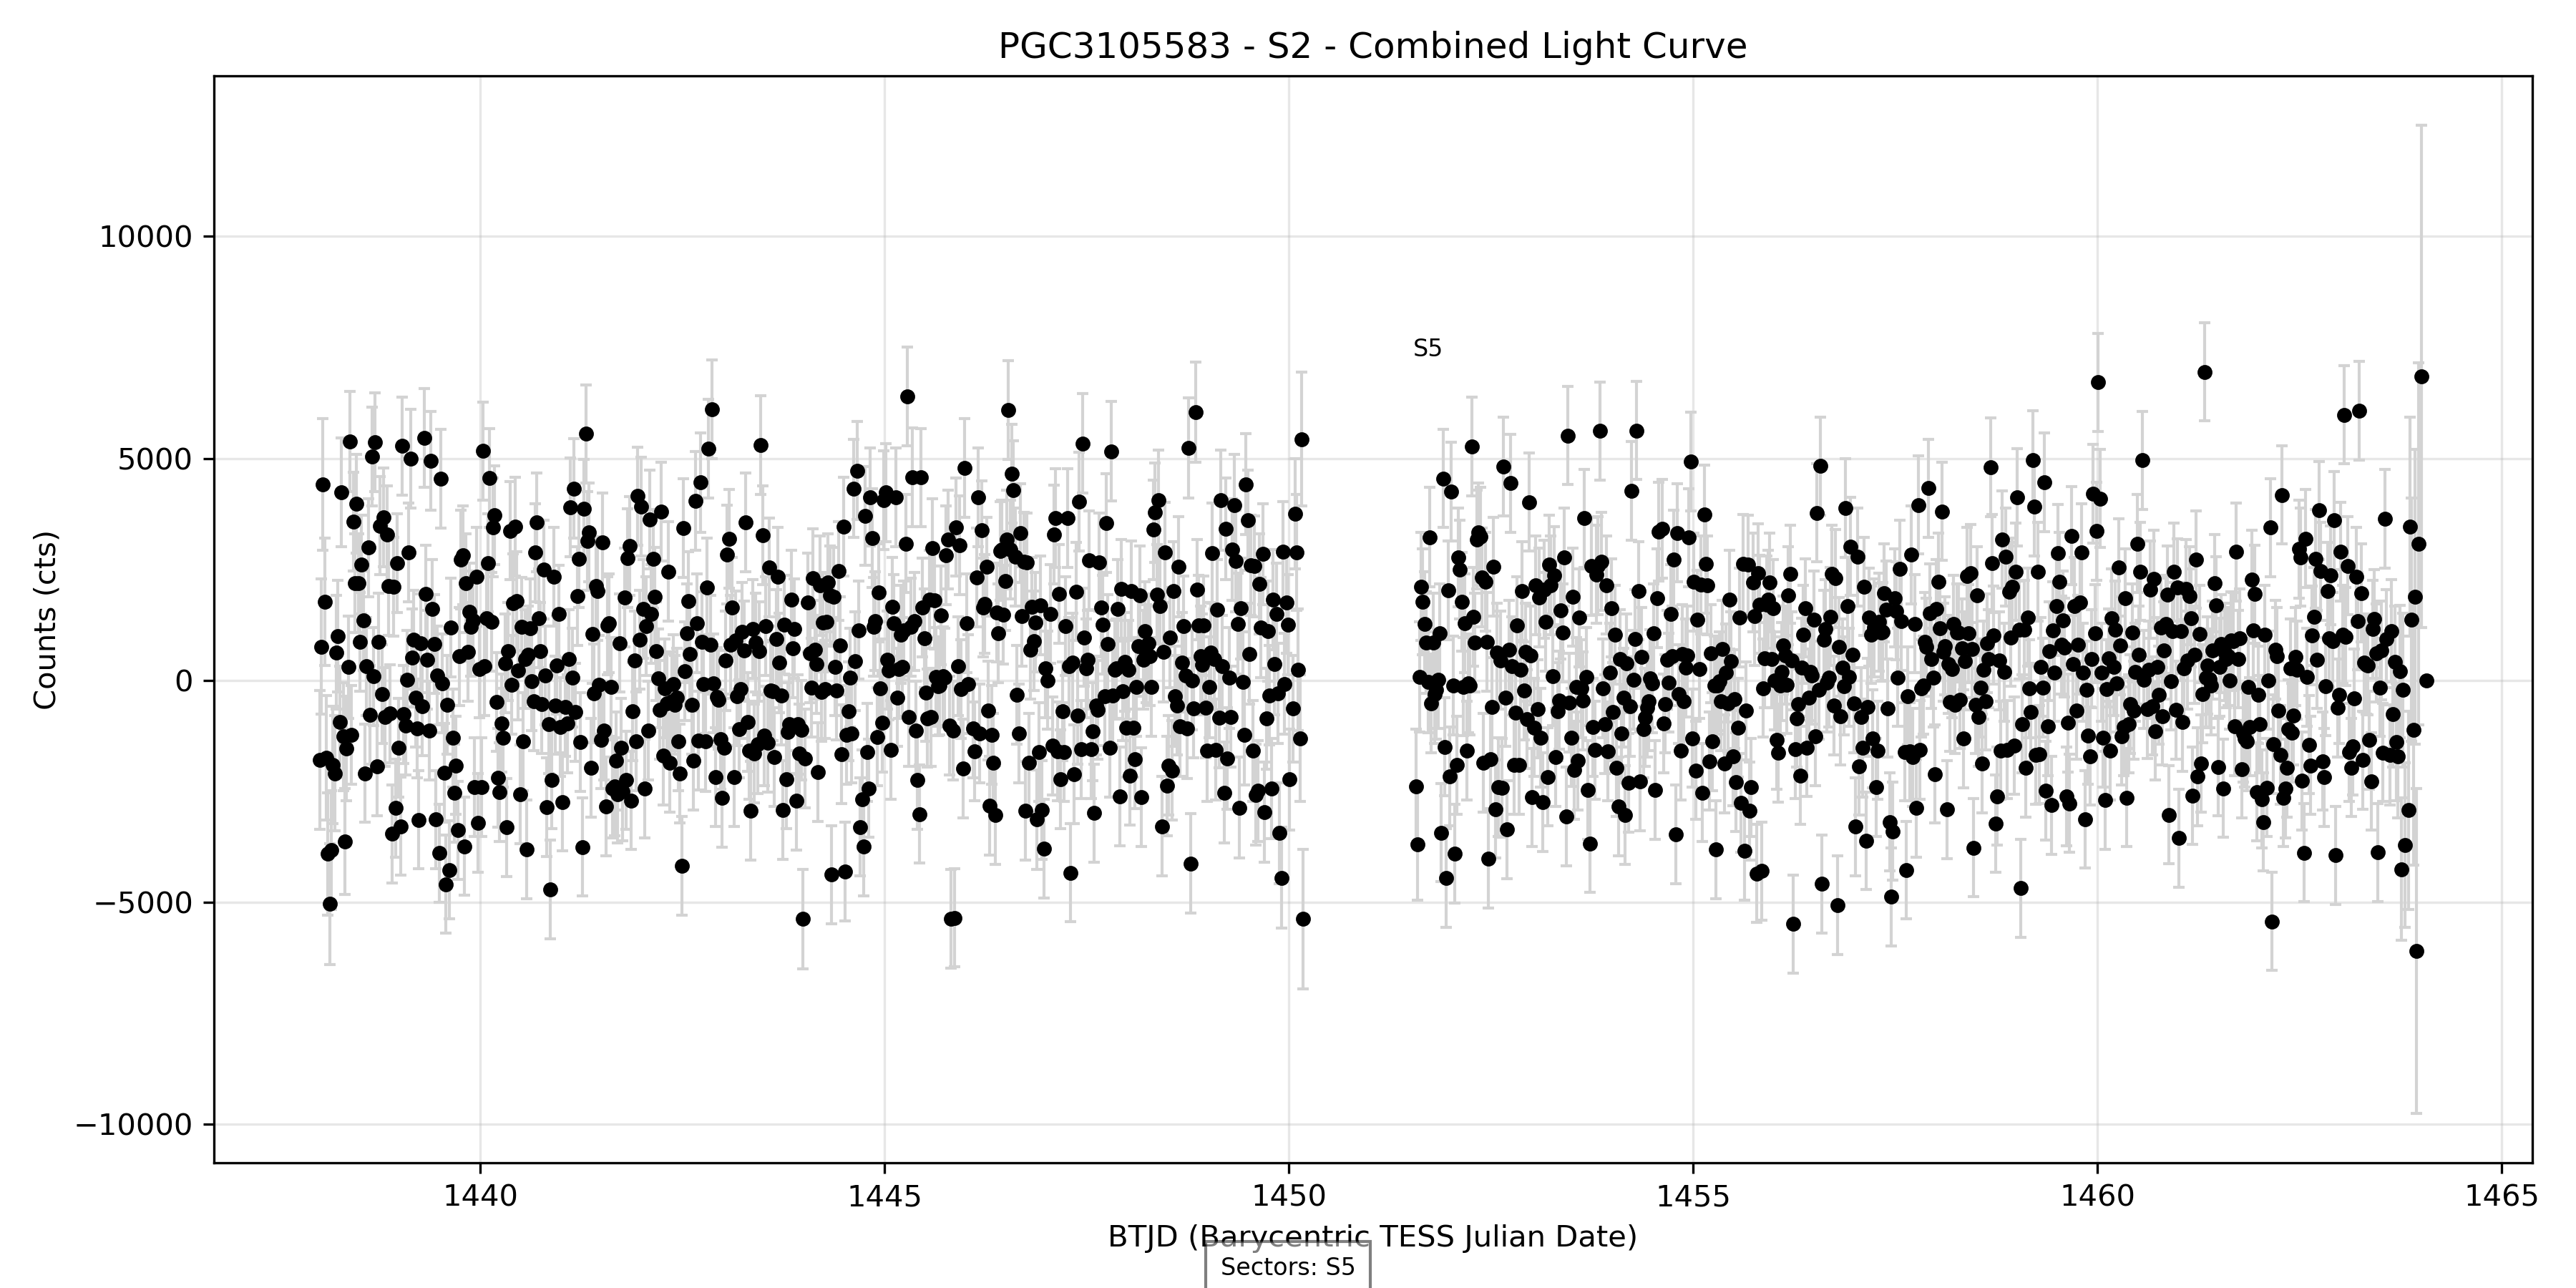 PGC3105583 - S2 - Combined Light Curve
Counts (cts)
10000
5000
0
−5000
−10000
S5
1440 1445 1450 1455 1460 1465
BTJD (Barycentric TESS Julian Date)
Sectors: S5